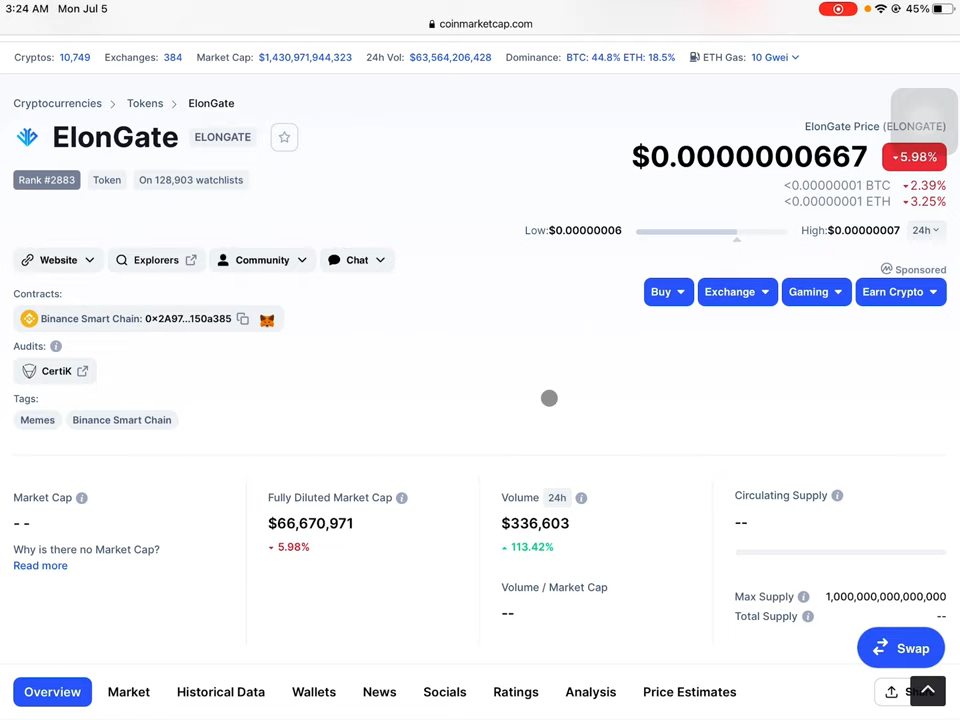 3:24 AM Mon Jul 5
45%
coinmarketcap.com
Cryptos: 10,749 Exchanges: 384 Market Cap: $1,430,971,944,323 24h Vol: $63,564,206,428 Dominance: BTC: 44.8% ETH: 18.5% ETH Gas: 10 Gwei
Cryptocurrencies Tokens ElonGate
ElonGate ELONGATE
Rank #2883 Token On 128,903 watchlists
ElonGate Price (ELONGATE)
$0.0000000667 5.98%
<0.00000001 BTC 2.39%
<0.00000001 ETH 3.25%
Low:$0.00000006 High:$0.00000007 24h
Website Explorers Community Chat
Sponsored
Buy Exchange Gaming Earn Crypto
Contracts:
Binance Smart Chain: 0x2A97...150a385
Audits:
CertiK
Tags:
Memes Binance Smart Chain
Market Cap
- -
Why is there no Market Cap?
Read more
Fully Diluted Market Cap
$66,670,971
5.98%
Volume 24h
$336,603
113.42%
Volume / Market Cap
--
Circulating Supply
--
Max Supply 1,000,000,000,000,000
Total Supply --
Swap
Overview Market Historical Data Wallets News Socials Ratings Analysis Price Estimates